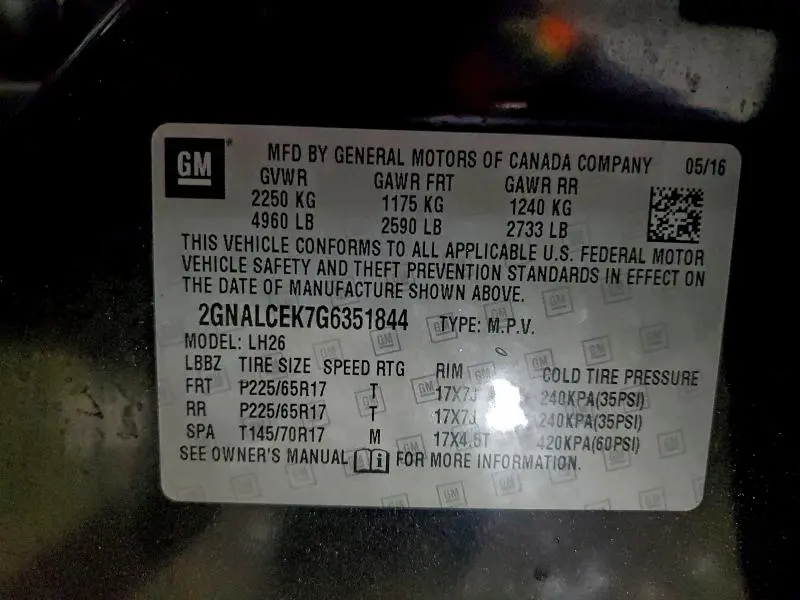 GM
MFD BY GENERAL MOTORS OF CANADA COMPANY 05/16
GVWR GAWR FRT GAWR RR
2250 KG 1175 KG 1240 KG
4960 LB 2590 LB 2733 LB
THIS VEHICLE CONFORMS TO ALL APPLICABLE U.S. FEDERAL MOTOR
VEHICLE SAFETY AND THEFT PREVENTION STANDARDS IN EFFECT ON
THE DATE OF MANUFACTURE SHOWN ABOVE.
2GNALCEK7G6351844 TYPE: M.P.V.
MODEL: LH26
LBBZ TIRE SIZE SPEED RTG RIM COLD TIRE PRESSURE
FRT P225/65R17 T 17X7J 240KPA(35PSI)
RR P225/65R17 T 17X7J 240KPA(35PSI)
SPA T145/70R17 M 17X4.5T 420KPA(60PSI)
SEE OWNER'S MANUAL FOR MORE INFORMATION.